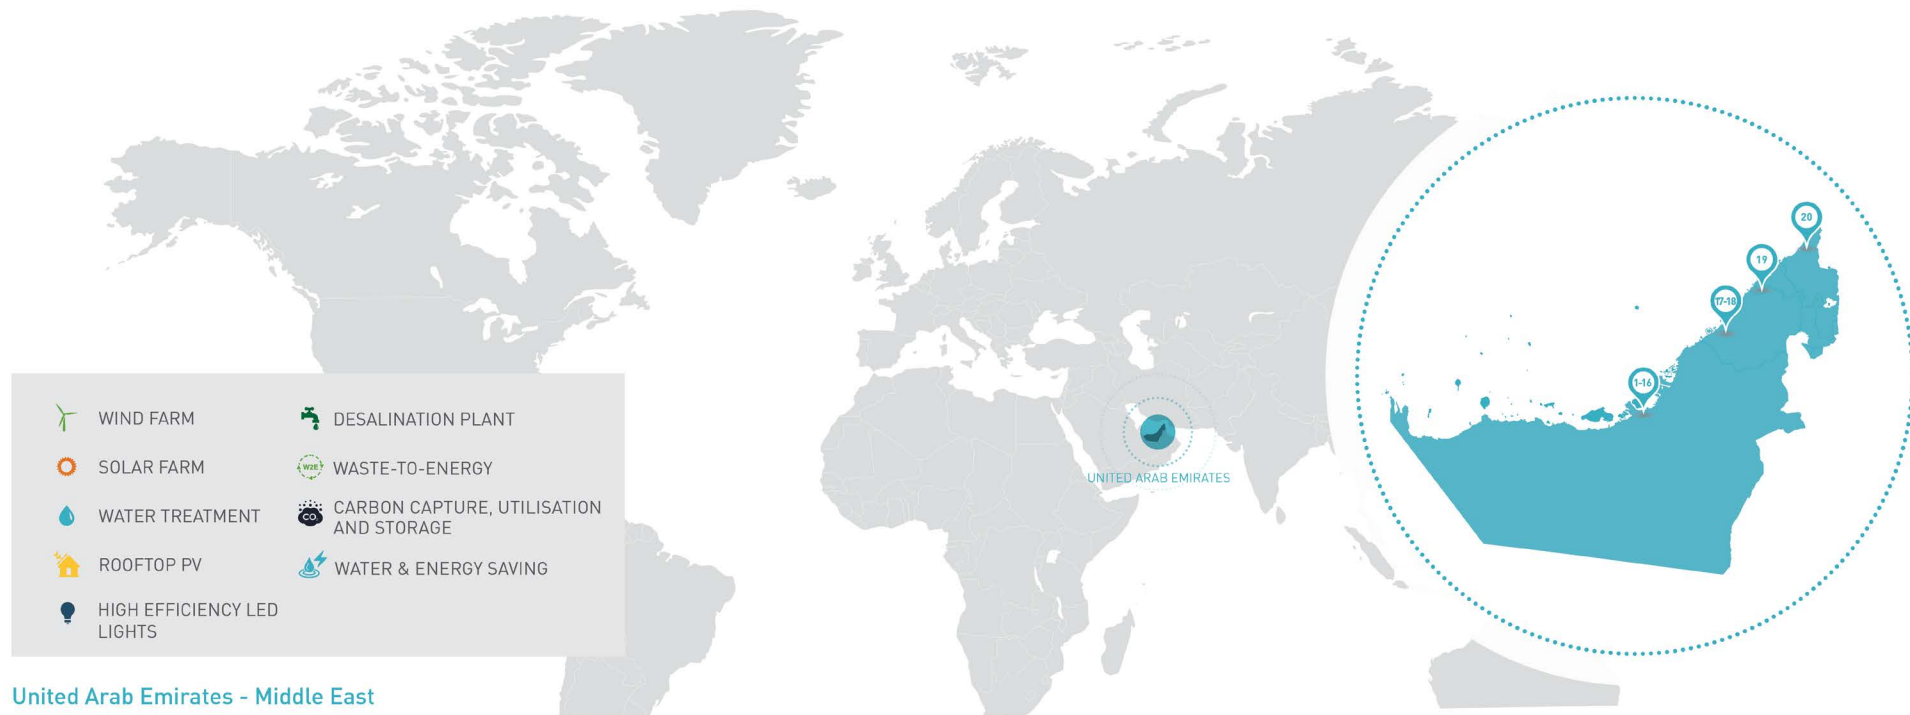 20
19
17-18
1-16
UNITED ARAB EMIRATES
WIND FARM
SOLAR FARM
WATER TREATMENT
ROOFTOP PV
HIGH EFFICIENCY LED
LIGHTS
DESALINATION PLANT
W2E
WASTE-TO-ENERGY
CO₂
CARBON CAPTURE, UTILISATION
AND STORAGE
WATER & ENERGY SAVING
United Arab Emirates - Middle East